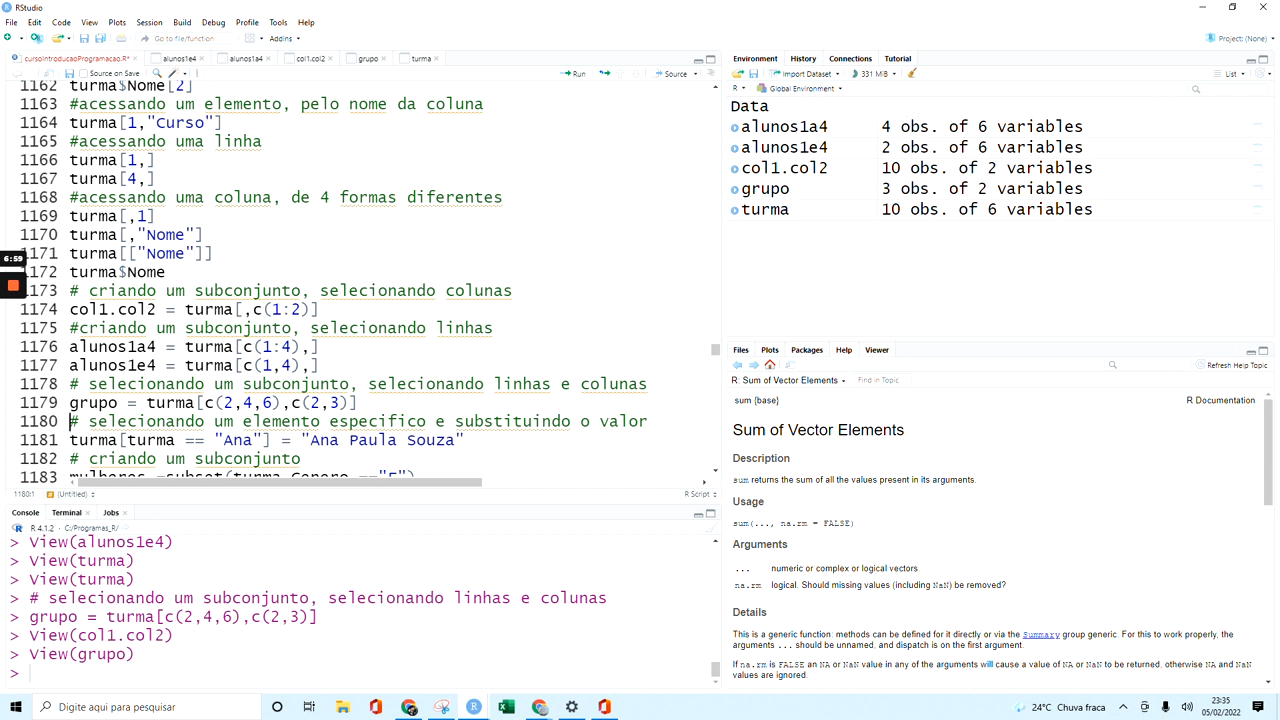 RStudio
File Edit Code View Plots Session Build Debug Profile Tools Help
Go to file/function Addins Project: (None)
cursoIntroducaoProgramacao.R* alunos1e4 alunos1a4 col1.col2 grupo turma
Source on Save Run Source
1162 turma$Nome[2]
1163 #acessando um elemento, pelo nome da coluna
1164 turma[1,"Curso"]
1165 #acessando uma linha
1166 turma[1,]
1167 turma[4,]
1168 #acessando uma coluna, de 4 formas diferentes
1169 turma[,1]
1170 turma[,"Nome"]
1171 turma[["Nome"]]
6:59
1172 turma$Nome
1173 # criando um subconjunto, selecionando colunas
1174 col1.col2 = turma[,c(1:2)]
1175 #criando um subconjunto, selecionando linhas
1176 alunos1a4 = turma[c(1:4),]
1177 alunos1e4 = turma[c(1,4),]
1178 # selecionando um subconjunto, selecionando linhas e colunas
1179 grupo = turma[c(2,4,6),c(2,3)]
1180 # selecionando um elemento especifico e substituindo o valor
1181 turma[turma == "Ana"] = "Ana Paula Souza"
1182 # criando um subconjunto
1183 mulheres =subset(turma,Genero =="F")
1180:1 (Untitled) R Script
Console Terminal Jobs
R 4.1.2 · C:/Programas_R/
> View(alunos1e4)
> View(turma)
> View(turma)
> # selecionando um subconjunto, selecionando linhas e colunas
> grupo = turma[c(2,4,6),c(2,3)]
> View(col1.col2)
> View(grupo)
>
Environment History Connections Tutorial
Import Dataset 331 MiB List
R Global Environment
Data
alunos1a4 4 obs. of 6 variables
alunos1e4 2 obs. of 6 variables
col1.col2 10 obs. of 2 variables
grupo 3 obs. of 2 variables
turma 10 obs. of 6 variables
Files Plots Packages Help Viewer
Refresh Help Topic
R: Sum of Vector Elements Find in Topic
sum {base} R Documentation
Sum of Vector Elements
Description
sum returns the sum of all the values present in its arguments.
Usage
sum(..., na.rm = FALSE)
Arguments
... numeric or complex or logical vectors.
na.rm logical. Should missing values (including NaN) be removed?
Details
This is a generic function: methods can be defined for it directly or via the Summary group generic. For this to work properly, the
arguments ... should be unnamed, and dispatch is on the first argument.
If na.rm is FALSE an NA or NaN value in any of the arguments will cause a value of NA or NaN to be returned, otherwise NA and NaN
values are ignored.
Digite aqui para pesquisar
24°C Chuva fraca
23:35
05/02/2022